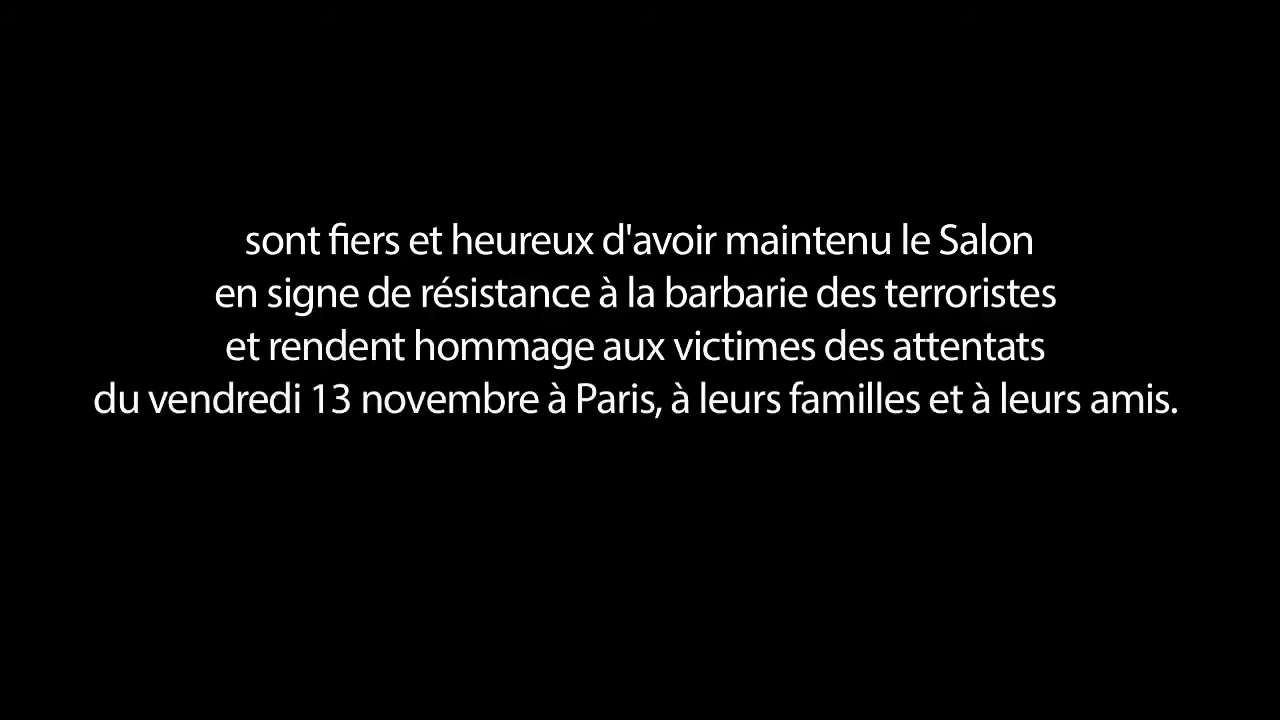 sont fiers et heureux d'avoir maintenu le Salon
en signe de résistance à la barbarie des terroristes
et rendent hommage aux victimes des attentats
du vendredi 13 novembre à Paris, à leurs familles et à leurs amis.